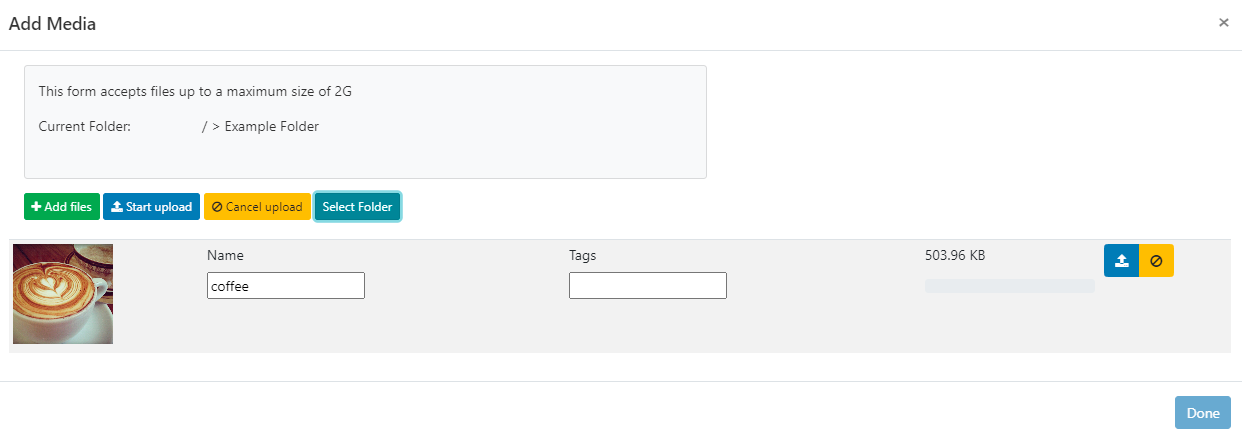 Add Media
×
This form accepts files up to a maximum size of 2G
Current Folder: / > Example Folder
Add files Start upload Cancel upload Select Folder
Name Tags 503.96 KB
coffee
Done